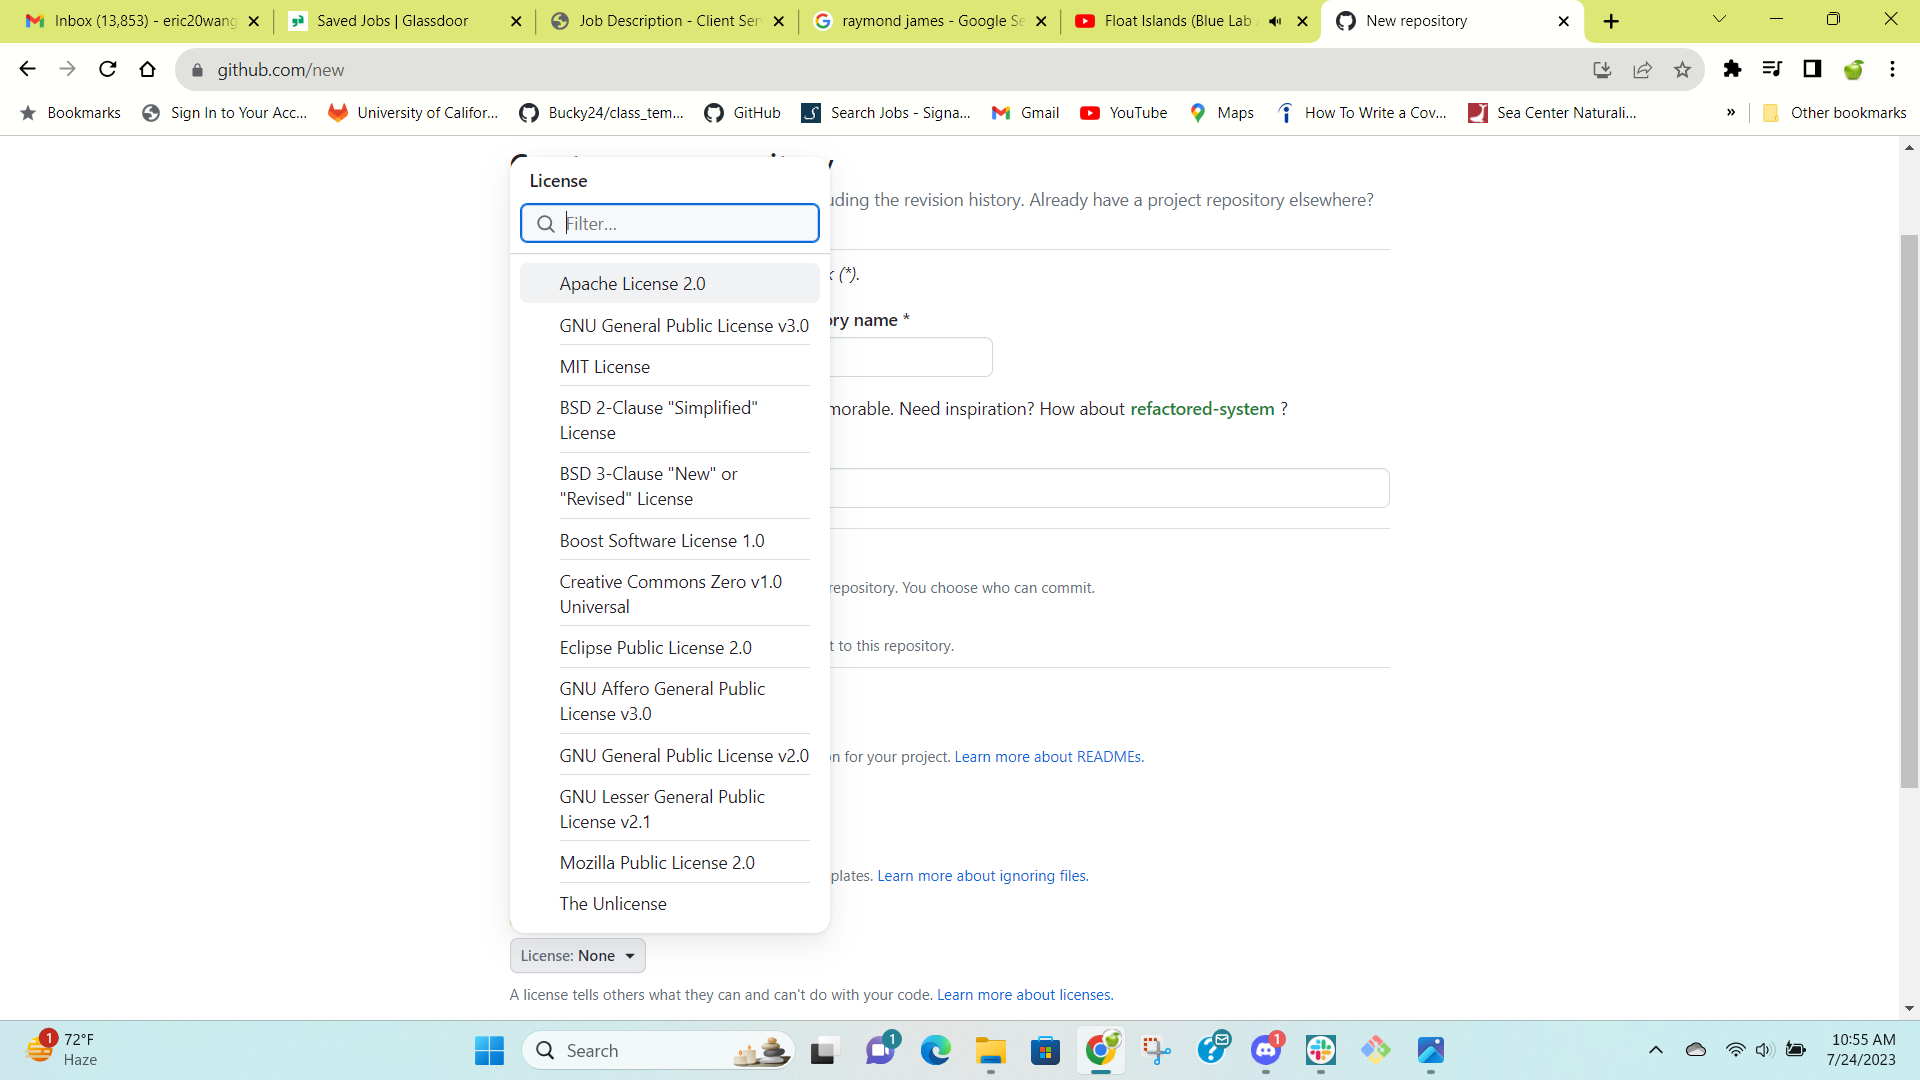 Inbox (13,853) - eric20wang
Saved Jobs | Glassdoor
Job Description - Client Ser
raymond james - Google Se
Float Islands (Blue Lab /
New repository
github.com/new
Bookmarks
Sign In to Your Acc...
University of Califor...
Bucky24/class_tem...
GitHub
Search Jobs - Signa...
Gmail
YouTube
Maps
How To Write a Cov...
Sea Center Naturali...
»
Other bookmarks
License
uding the revision history. Already have a project repository elsewhere?
Filter...
Apache License 2.0
k (*).
GNU General Public License v3.0
ory name *
MIT License
BSD 2-Clause "Simplified"
License
morable. Need inspiration? How about refactored-system ?
BSD 3-Clause "New" or
"Revised" License
Boost Software License 1.0
Creative Commons Zero v1.0
Universal
repository. You choose who can commit.
Eclipse Public License 2.0
t to this repository.
GNU Affero General Public
License v3.0
GNU General Public License v2.0
on for your project. Learn more about READMEs.
GNU Lesser General Public
License v2.1
Mozilla Public License 2.0
plates. Learn more about ignoring files.
The Unlicense
License: None
A license tells others what they can and can't do with your code. Learn more about licenses.
1
72°F
Haze
Search
1
1
10:55 AM
7/24/2023